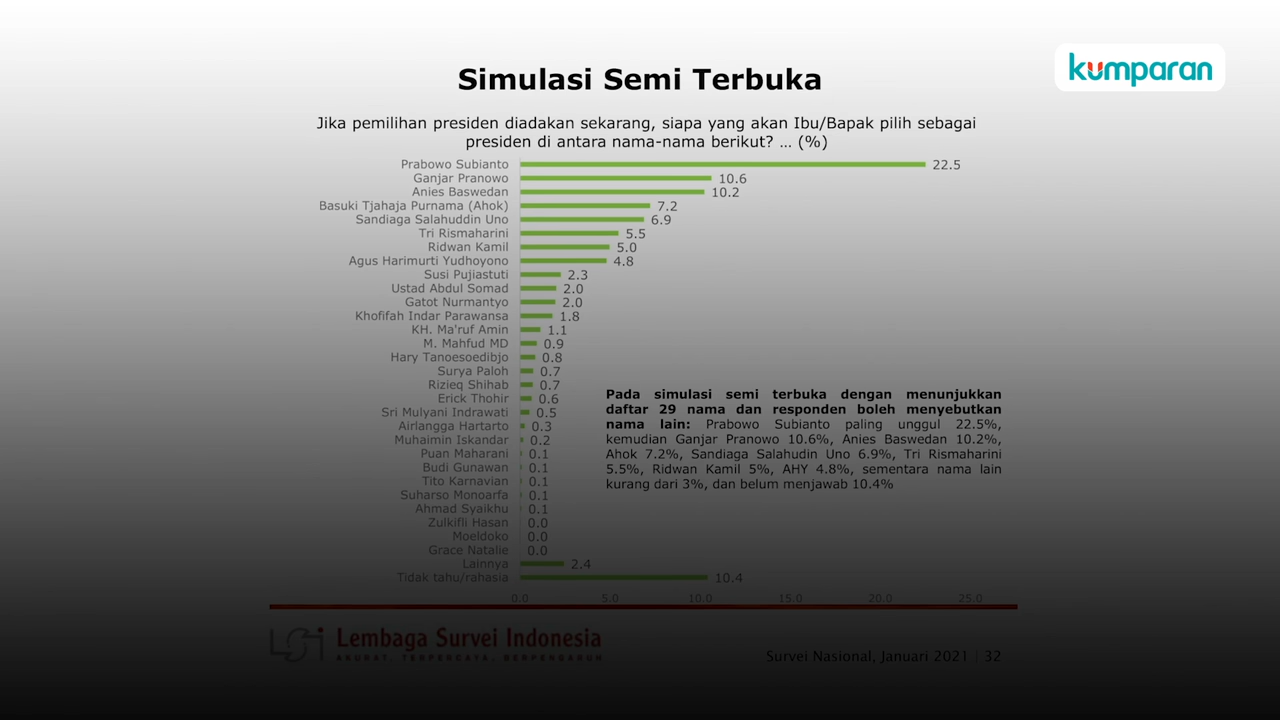 kumparan
Simulasi Semi Terbuka
Jika pemilihan presiden diadakan sekarang, siapa yang akan Ibu/Bapak pilih sebagai
presiden di antara nama-nama berikut? ... (%)
Prabowo Subianto 22.5
Ganjar Pranowo 10.6
Anies Baswedan 10.2
Basuki Tjahaja Purnama (Ahok) 7.2
Sandiaga Salahuddin Uno 6.9
Tri Rismaharini 5.5
Ridwan Kamil 5.0
Agus Harimurti Yudhoyono 4.8
Susi Pujiastuti 2.3
Ustad Abdul Somad 2.0
Gatot Nurmantyo 2.0
Khofifah Indar Parawansa 1.8
KH. Ma'ruf Amin 1.1
M. Mahfud MD 0.9
Hary Tanoesoedibjo 0.8
Surya Paloh 0.7
Rizieq Shihab 0.7
Erick Thohir 0.6
Sri Mulyani Indrawati 0.5
Airlangga Hartarto 0.3
Muhaimin Iskandar 0.2
Puan Maharani 0.1
Budi Gunawan 0.1
Tito Karnavian 0.1
Suharso Monoarfa 0.1
Ahmad Syaikhu 0.1
Zulkifli Hasan 0.0
Moeldoko 0.0
Grace Natalie 0.0
Lainnya 2.4
Tidak tahu/rahasia 10.4
0.0 5.0 10.0 15.0 20.0 25.0
Pada simulasi semi terbuka dengan menunjukkan
daftar 29 nama dan responden boleh menyebutkan
nama lain: Prabowo Subianto paling unggul 22.5%,
kemudian Ganjar Pranowo 10.6%, Anies Baswedan 10.2%,
Ahok 7.2%, Sandiaga Salahudin Uno 6.9%, Tri Rismaharini
5.5%, Ridwan Kamil 5%, AHY 4.8%, sementara nama lain
kurang dari 3%, dan belum menjawab 10.4%
LSI Lembaga Survei Indonesia
AKURAT. TERPERCAYA. BERPENGARUH
Survei Nasional, Januari 2021 | 32